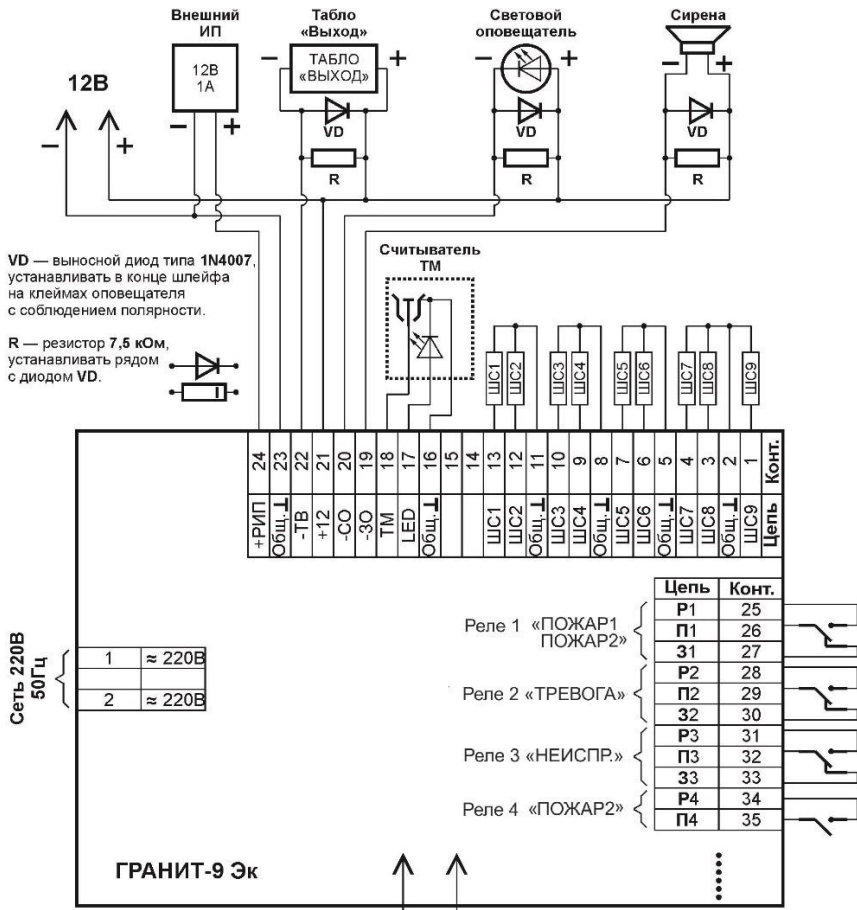 Внешний
ИП
Табло
«Выход»
Световой
оповещатель
Сирена
12В
12В
1А
ТАБЛО
«ВЫХОД»
– + – + – +
– + – +
VD VD VD
R R R
VD — выносной диод типа 1N4007,
устанавливать в конце шлейфа
на клеймах оповещателя
с соблюдением полярности.
R — резистор 7,5 кОм,
устанавливать рядом
с диодом VD.
Считыватель
ТМ
ШС1 ШС2 ШС3 ШС4 ШС5 ШС6 ШС7 ШС8 ШС9
24 23 22 21 20 19 18 17 16 15 14 13 12 11 10 9 8 7 6 5 4 3 2 1 Конт.
+РИП Общ.⊥ -ТВ +12 -СО -ЗО ТМ LED Общ.⊥ ШС1 ШС2 Общ.⊥ ШС3 ШС4 Общ.⊥ ШС5 ШС6 Общ.⊥ ШС7 ШС8 Общ.⊥ ШС9 Цепь
Цепь Конт.
Реле 1 «ПОЖАР1
ПОЖАР2»
Р1 25
П1 26
З1 27
Реле 2 «ТРЕВОГА»
Р2 28
П2 29
З2 30
Реле 3 «НЕИСПР.»
Р3 31
П3 32
З3 33
Реле 4 «ПОЖАР2»
Р4 34
П4 35
Сеть 220В
50Гц
1 ≈ 220В
2 ≈ 220В
ГРАНИТ-9 Эк